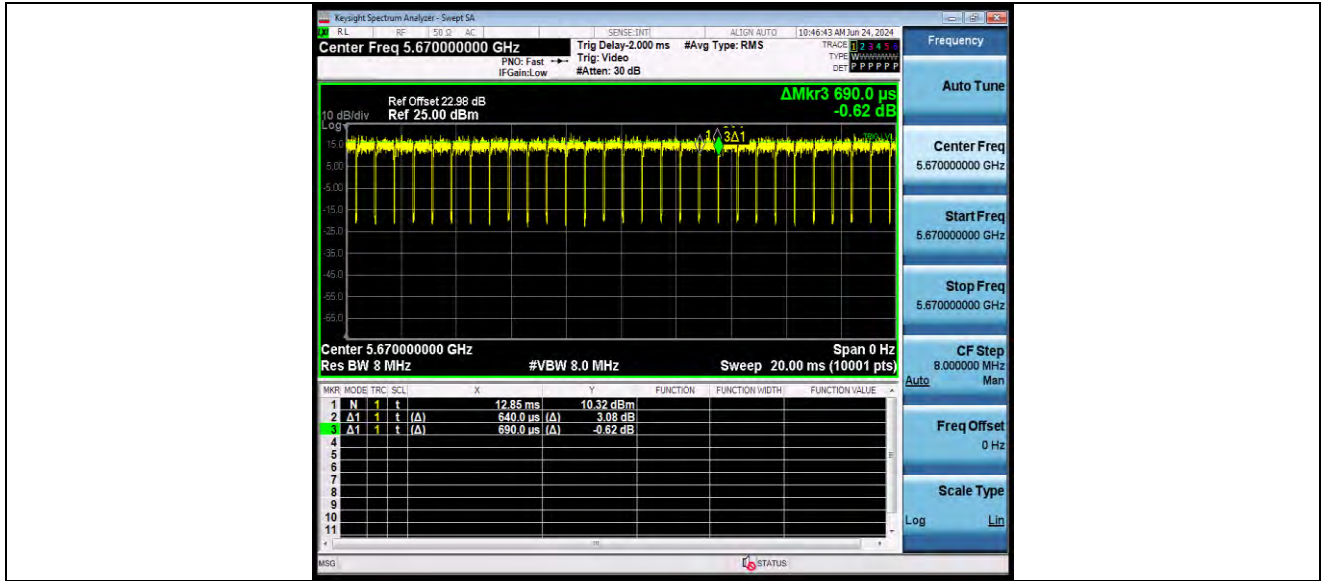 Keysight Spectrum Analyzer - Swept SA
RL RF 50 Ω AC SENSE:INT ALIGN AUTO 10:46:43 AM Jun 24, 2024
Center Freq 5.670000000 GHz
PNO: Fast
IFGain:Low
Trig Delay-2.000 ms
Trig: Video
#Atten: 30 dB
#Avg Type: RMS
TRACE 1 2 3 4 5 6
TYPE WWWWWW
DET P P P P P P
ΔMkr3 690.0 µs
-0.62 dB
Ref Offset 22.98 dB
10 dB/div Ref 25.00 dBm
Log
1 3Δ1
15.0
5.00
-5.00
-15.0
-25.0
-35.0
-45.0
-55.0
-65.0
Center 5.670000000 GHz Span 0 Hz
Res BW 8 MHz #VBW 8.0 MHz Sweep 20.00 ms (10001 pts)
MKR MODE TRC SCL X Y FUNCTION FUNCTION WIDTH FUNCTION VALUE
1 N 1 t 12.85 ms 10.32 dBm
2 Δ1 1 t (Δ) 640.0 µs (Δ) 3.08 dB
3 Δ1 1 t (Δ) 690.0 µs (Δ) -0.62 dB
4
5
6
7
8
9
10
11
MSG STATUS
Frequency
Auto Tune
Center Freq
5.670000000 GHz
Start Freq
5.670000000 GHz
Stop Freq
5.670000000 GHz
CF Step
8.000000 MHz
Auto Man
Freq Offset
0 Hz
Scale Type
Log Lin